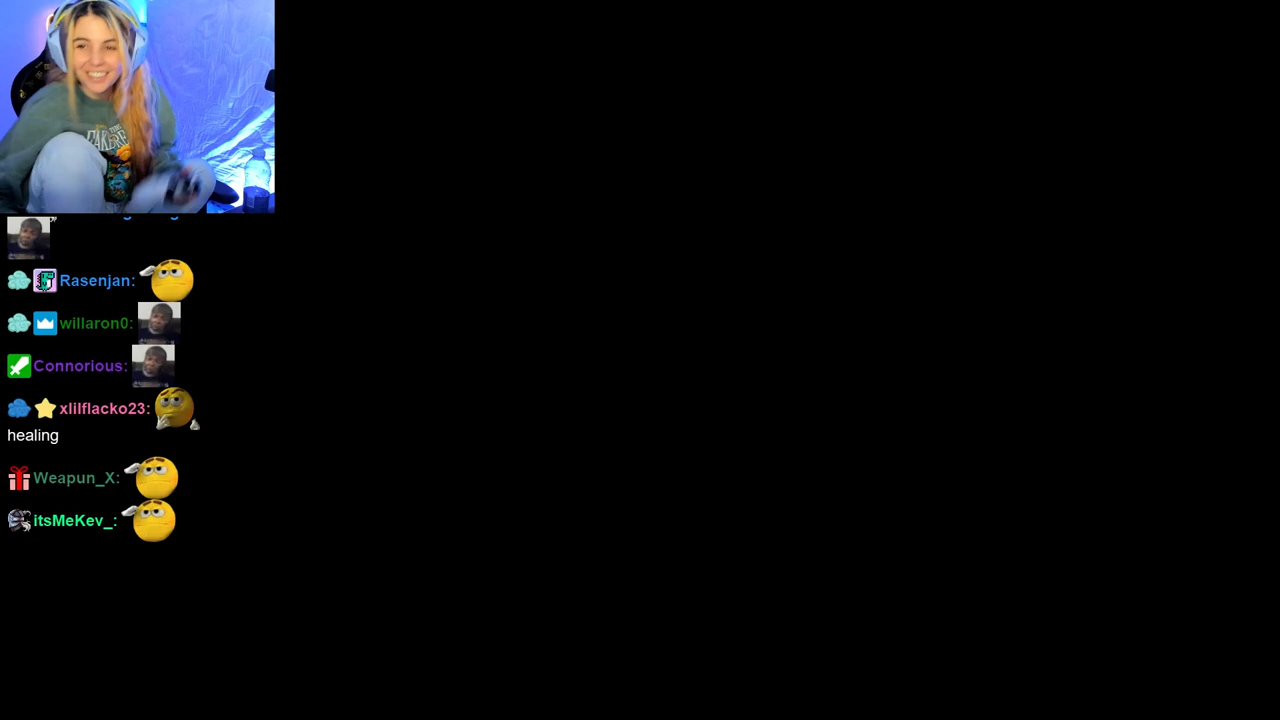 Rasenjan:
willaron0:
Connorious:
xlilflacko23:
healing
Weapun_X:
itsMeKev_: